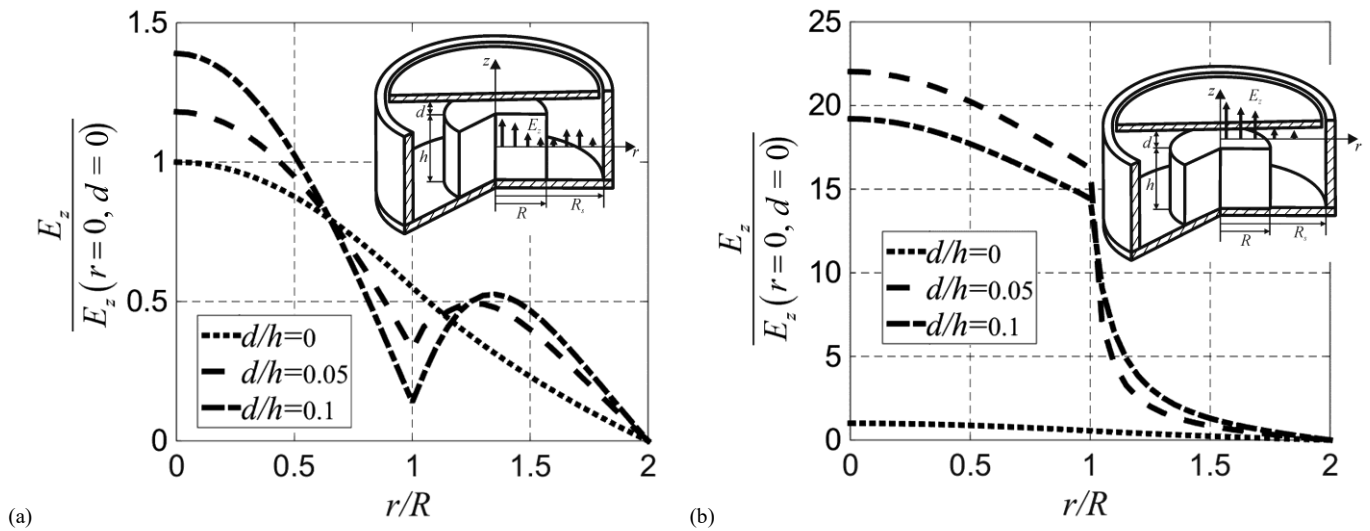 1.5
1
0.5
0
0
0.5
1
1.5
2
E_z
E_z(r=0, d=0)
r/R
d/h=0
d/h=0.05
d/h=0.1
z
d
h
E_z
r
R
R_s
(a)
25
20
15
10
5
0
0
0.5
1
1.5
2
E_z
E_z(r=0, d=0)
r/R
d/h=0
d/h=0.05
d/h=0.1
z
d
h
E_z
r
R
R_s
(b)